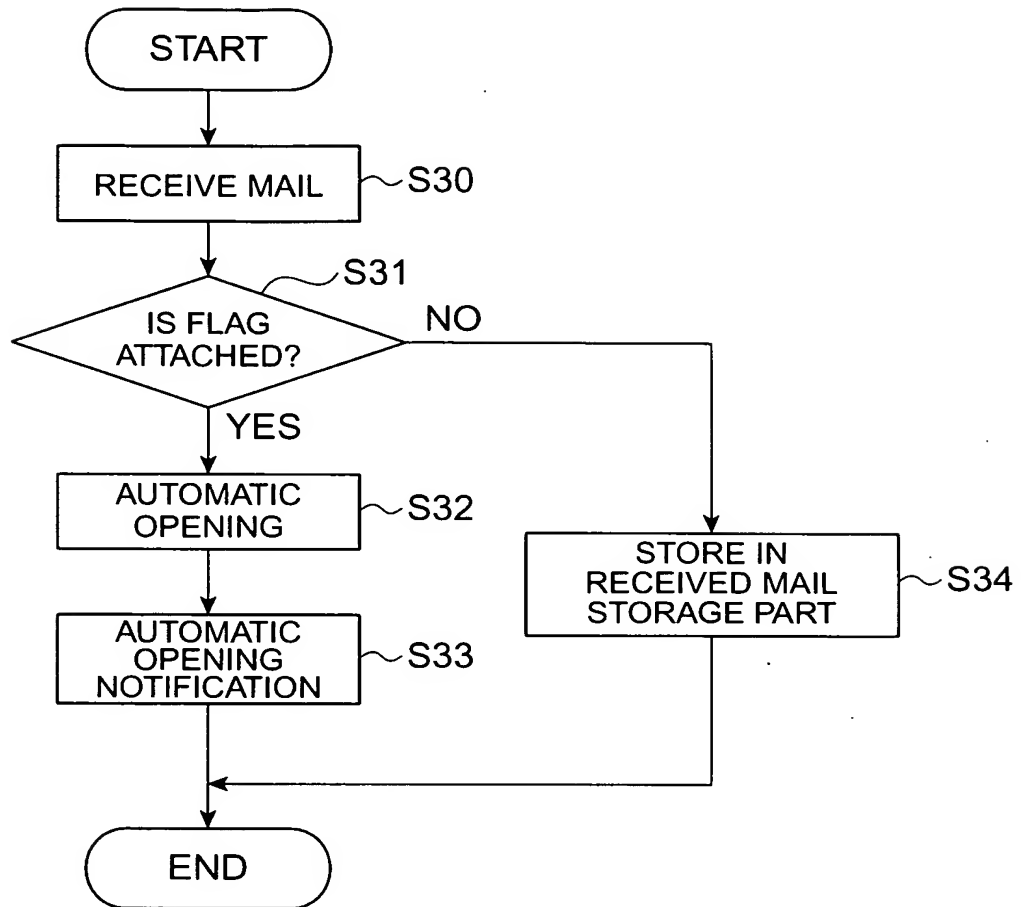 START
RECEIVE MAIL
S30
S31
IS FLAG
ATTACHED?
NO
YES
AUTOMATIC
OPENING
S32
STORE IN
RECEIVED MAIL
STORAGE PART
S34
AUTOMATIC
OPENING
NOTIFICATION
S33
END